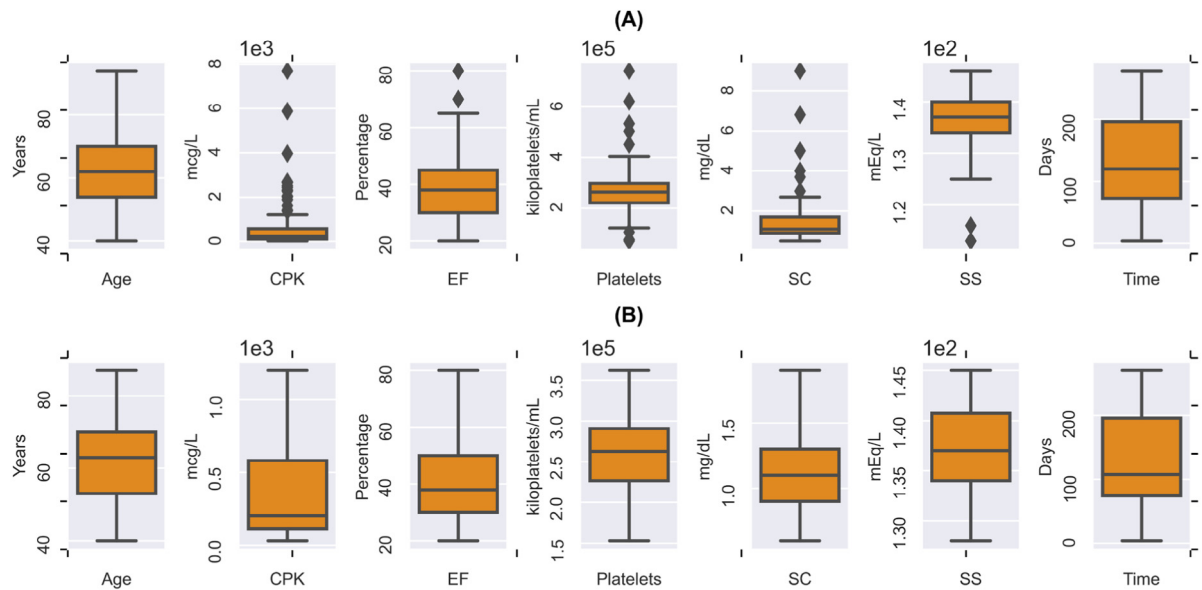 (A)
1e3
1e5
1e2
Years
40
60
80
Age
mcg/L
0
2
4
6
8
CPK
Percentage
20
40
60
80
EF
kiloplatelets/mL
2
4
6
Platelets
mg/dL
2
4
6
8
SC
mEq/L
1.2
1.3
1.4
SS
Days
0
100
200
Time
(B)
1e3
1e5
1e2
Years
40
60
80
Age
mcg/L
0.0
0.5
1.0
CPK
Percentage
20
40
60
80
EF
kiloplatelets/mL
1.5
2.0
2.5
3.0
3.5
Platelets
mg/dL
1.0
1.5
SC
mEq/L
1.30
1.35
1.40
1.45
SS
Days
0
100
200
Time